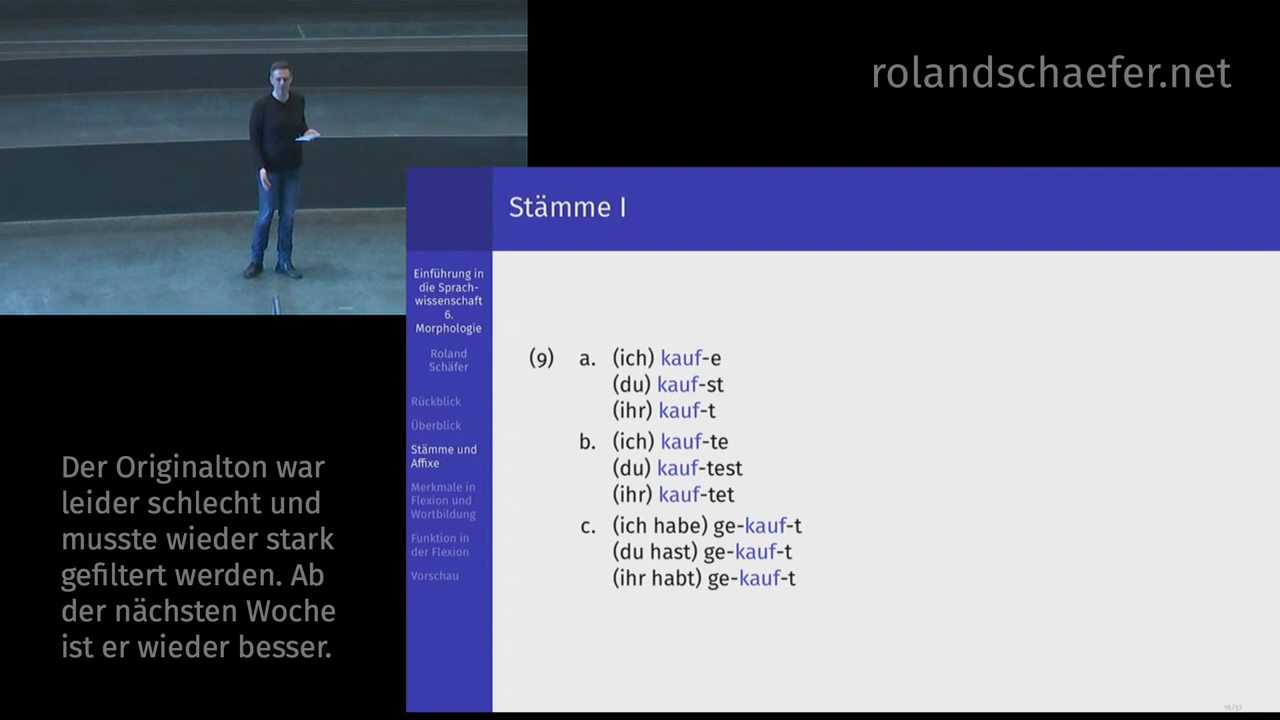 rolandschaefer.net
Stämme I
Einführung in
die Sprach-
wissenschaft
6.
Morphologie
Roland
Schäfer
Rückblick
Überblick
Stämme und
Affixe
Merkmale in
Flexion und
Wortbildung
Funktion in
der Flexion
Vorschau
(9) a. (ich) kauf-e
(du) kauf-st
(ihr) kauf-t
b. (ich) kauf-te
(du) kauf-test
(ihr) kauf-tet
c. (ich habe) ge-kauf-t
(du hast) ge-kauf-t
(ihr habt) ge-kauf-t
Der Originalton war
leider schlecht und
musste wieder stark
gefiltert werden. Ab
der nächsten Woche
ist er wieder besser.